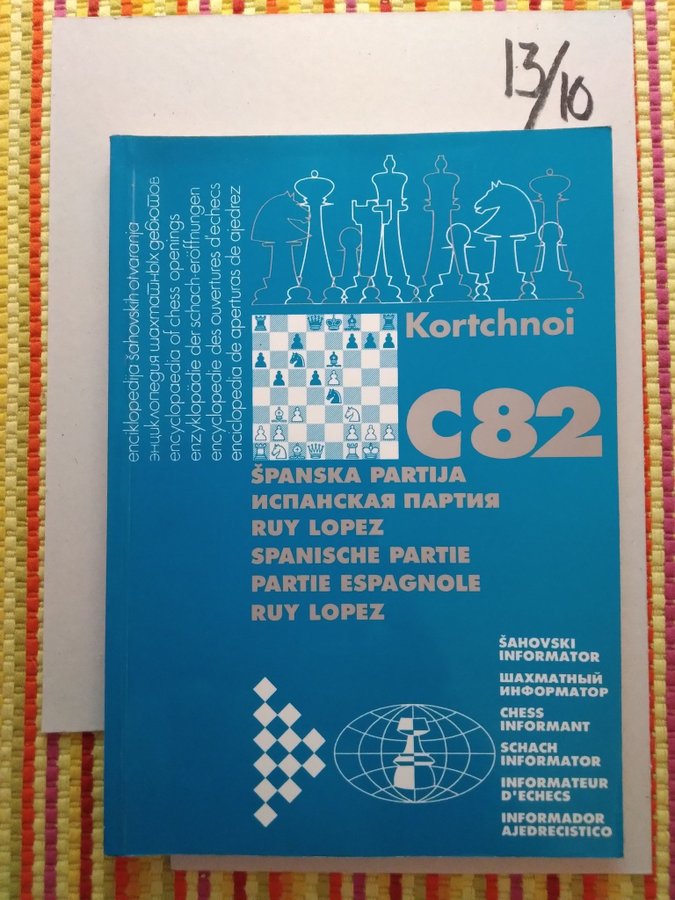 13/10
enciklopedija šahovskih otvaranja
энциклопедия шахматных дебютов
encyclopaedia of chess openings
enzyklopädie der schach-eröffnungen
encyclopedie des ouvertures d'echecs
enciclopedia de aperturas de ajedrez
Kortchnoi
C82
ŠPANSKA PARTIJA
ИСПАНСКАЯ ПАРТИЯ
RUY LOPEZ
SPANISCHE PARTIE
PARTIE ESPAGNOLE
RUY LOPEZ
ŠAHOVSKI
INFORMATOR
ШАХМАТНЫЙ
ИНФОРМАТОР
CHESS
INFORMANT
SCHACH
INFORMATOR
INFORMATEUR
D'ECHECS
INFORMADOR
AJEDRECISTICO